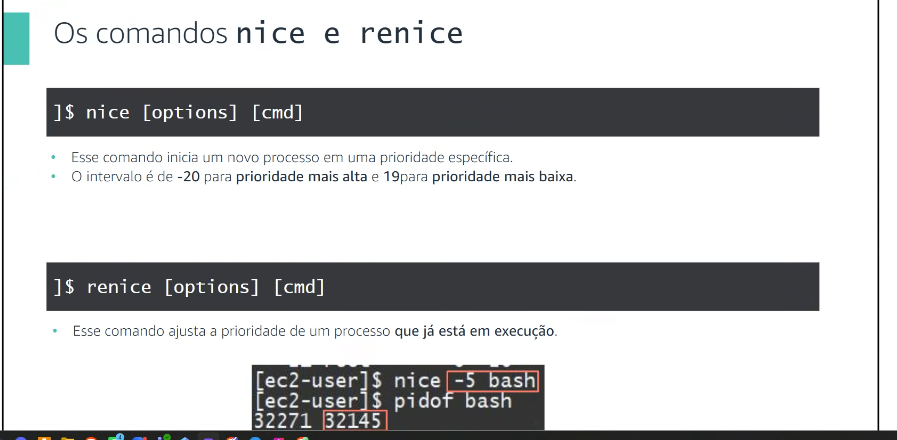 Os comandos nice e renice
]$ nice [options] [cmd]
• Esse comando inicia um novo processo em uma prioridade específica.
• O intervalo é de -20 para prioridade mais alta e 19para prioridade mais baixa.
]$ renice [options] [cmd]
• Esse comando ajusta a prioridade de um processo que já está em execução.
[ec2-user]$ nice -5 bash
[ec2-user]$ pidof bash
32271 32145